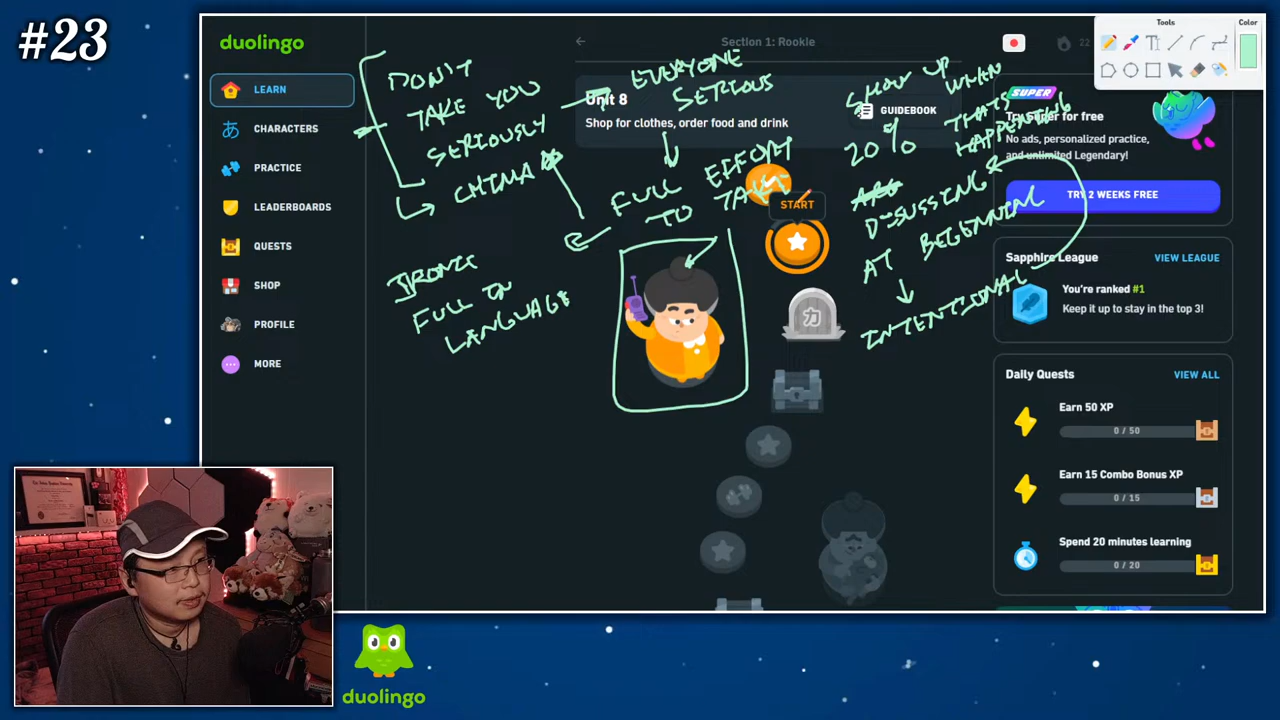 #23
duolingo
LEARN
CHARACTERS
PRACTICE
LEADERBOARDS
QUESTS
SHOP
PROFILE
MORE
Section 1: Rookie
22
Unit 8
Shop for clothes, order food and drink
GUIDEBOOK
START
DON'T
TAKE YOU
SERIOUSLY
CHINA
EVERYONE
SERIOUS
FULL EFFORT
TO TAKE
FULL IN
LANGUAGE
SHOW UP
WHEN
THATS
HAPPENING
20%
AT BEGINNING
INTENTIONAL
力
Tools
Color
SUPER
Try Super for free
No ads, personalized practice,
and unlimited Legendary!
TRY 2 WEEKS FREE
Sapphire League
VIEW LEAGUE
You're ranked #1
Keep it up to stay in the top 3!
Daily Quests
VIEW ALL
Earn 50 XP
0 / 50
Earn 15 Combo Bonus XP
0 / 15
Spend 20 minutes learning
0 / 20
duolingo